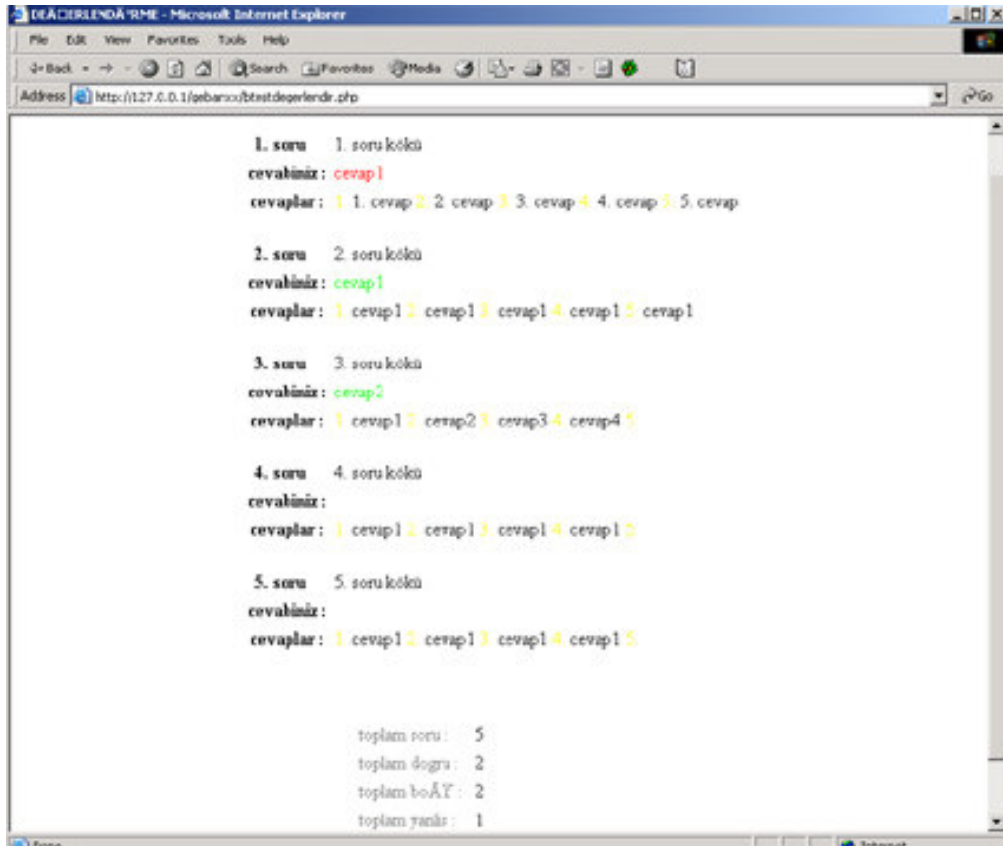 DEÄ□ERLENDÄ°RME - Microsoft Internet Explorer
File Edit View Favorites Tools Help
Back Search Favorites Media
Address http://127.0.0.1/ Go
1. soru 1. soru kökü
cevabiniz: cevap1
cevaplar: 1. 1. cevap 2. 2. cevap 3. 3. cevap 4. 4. cevap 5. 5. cevap
2. soru 2. soru kökü
cevabiniz: cevap1
cevaplar: 1. cevap1 2. cevap1 3. cevap1 4. cevap1 5. cevap1
3. soru 3. soru kökü
cevabiniz: cevap2
cevaplar: 1. cevap1 2. cevap2 3. cevap3 4. cevap4 5.
4. soru 4. soru kökü
cevabiniz:
cevaplar: 1. cevap1 2. cevap1 3. cevap1 4. cevap1 5.
5. soru 5. soru kökü
cevabiniz:
cevaplar: 1. cevap1 2. cevap1 3. cevap1 4. cevap1 5.
toplam soru: 5
toplam dogru: 2
toplam boÅŸ: 2
toplam yanlis: 1
Done Internet